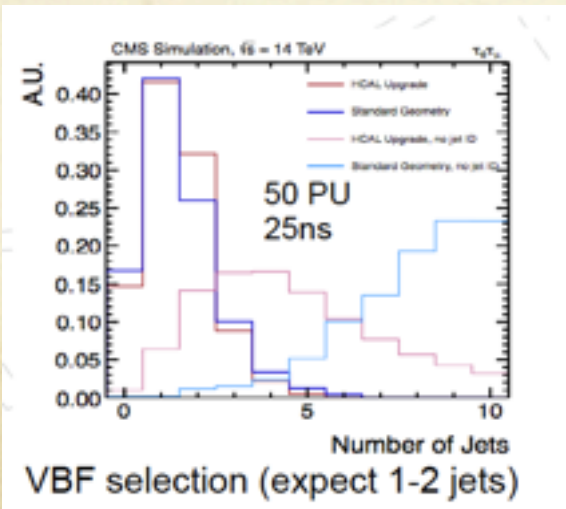 CMS Simulation, √s = 14 TeV
A.U.
HCAL Upgrade
Standard Geometry
HCAL Upgrade, no jet ID
Standard Geometry, no jet ID
50 PU
25ns
0.40
0.35
0.30
0.25
0.20
0.15
0.10
0.05
0.00
0 5 10
Number of Jets
VBF selection (expect 1-2 jets)